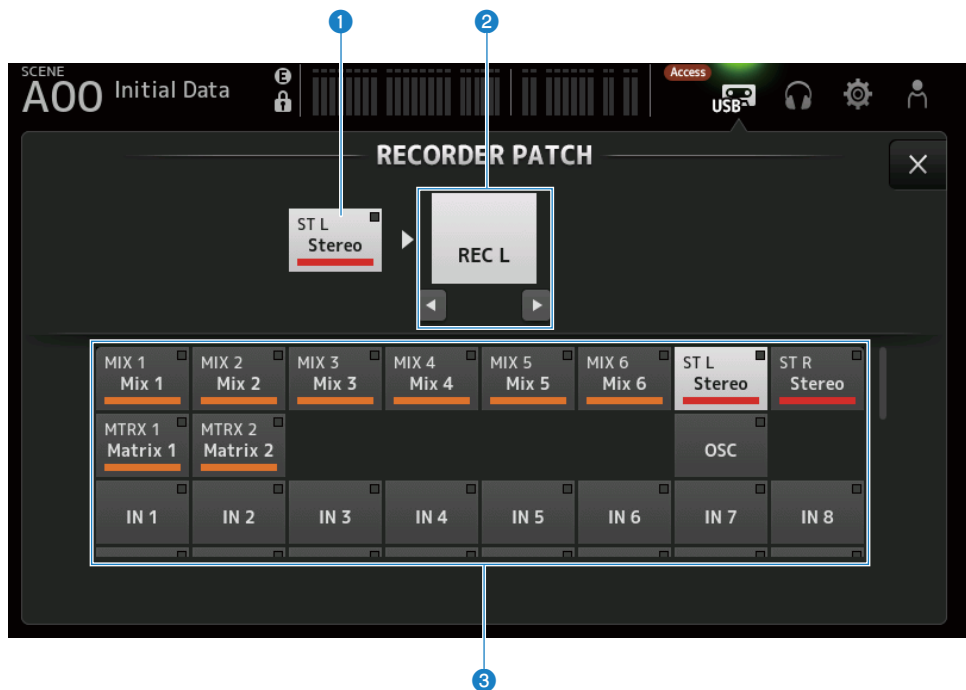 1
2
SCENE
A00 Initial Data
E
Access
USB
RECORDER PATCH
ST L
Stereo
REC L
MIX 1
Mix 1
MIX 2
Mix 2
MIX 3
Mix 3
MIX 4
Mix 4
MIX 5
Mix 5
MIX 6
Mix 6
ST L
Stereo
ST R
Stereo
MTRX 1
Matrix 1
MTRX 2
Matrix 2
OSC
IN 1
IN 2
IN 3
IN 4
IN 5
IN 6
IN 7
IN 8
3